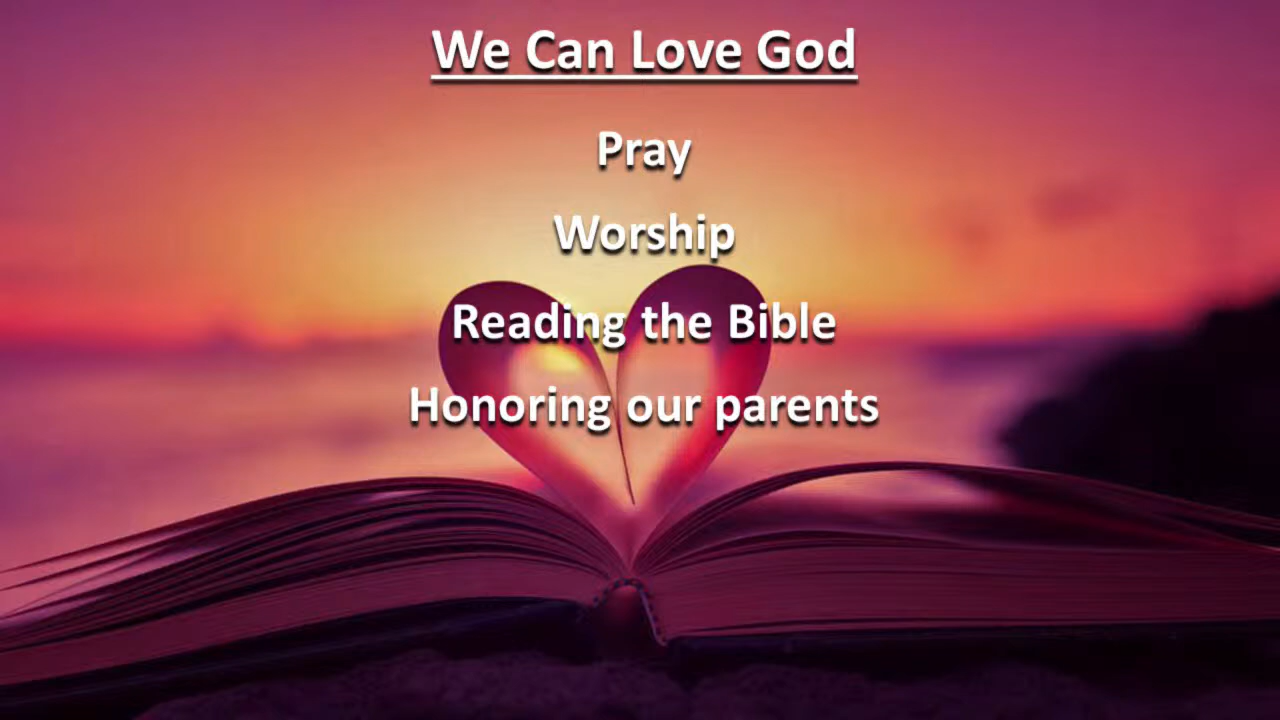 We Can Love God
Pray
Worship
Reading the Bible
Honoring our parents